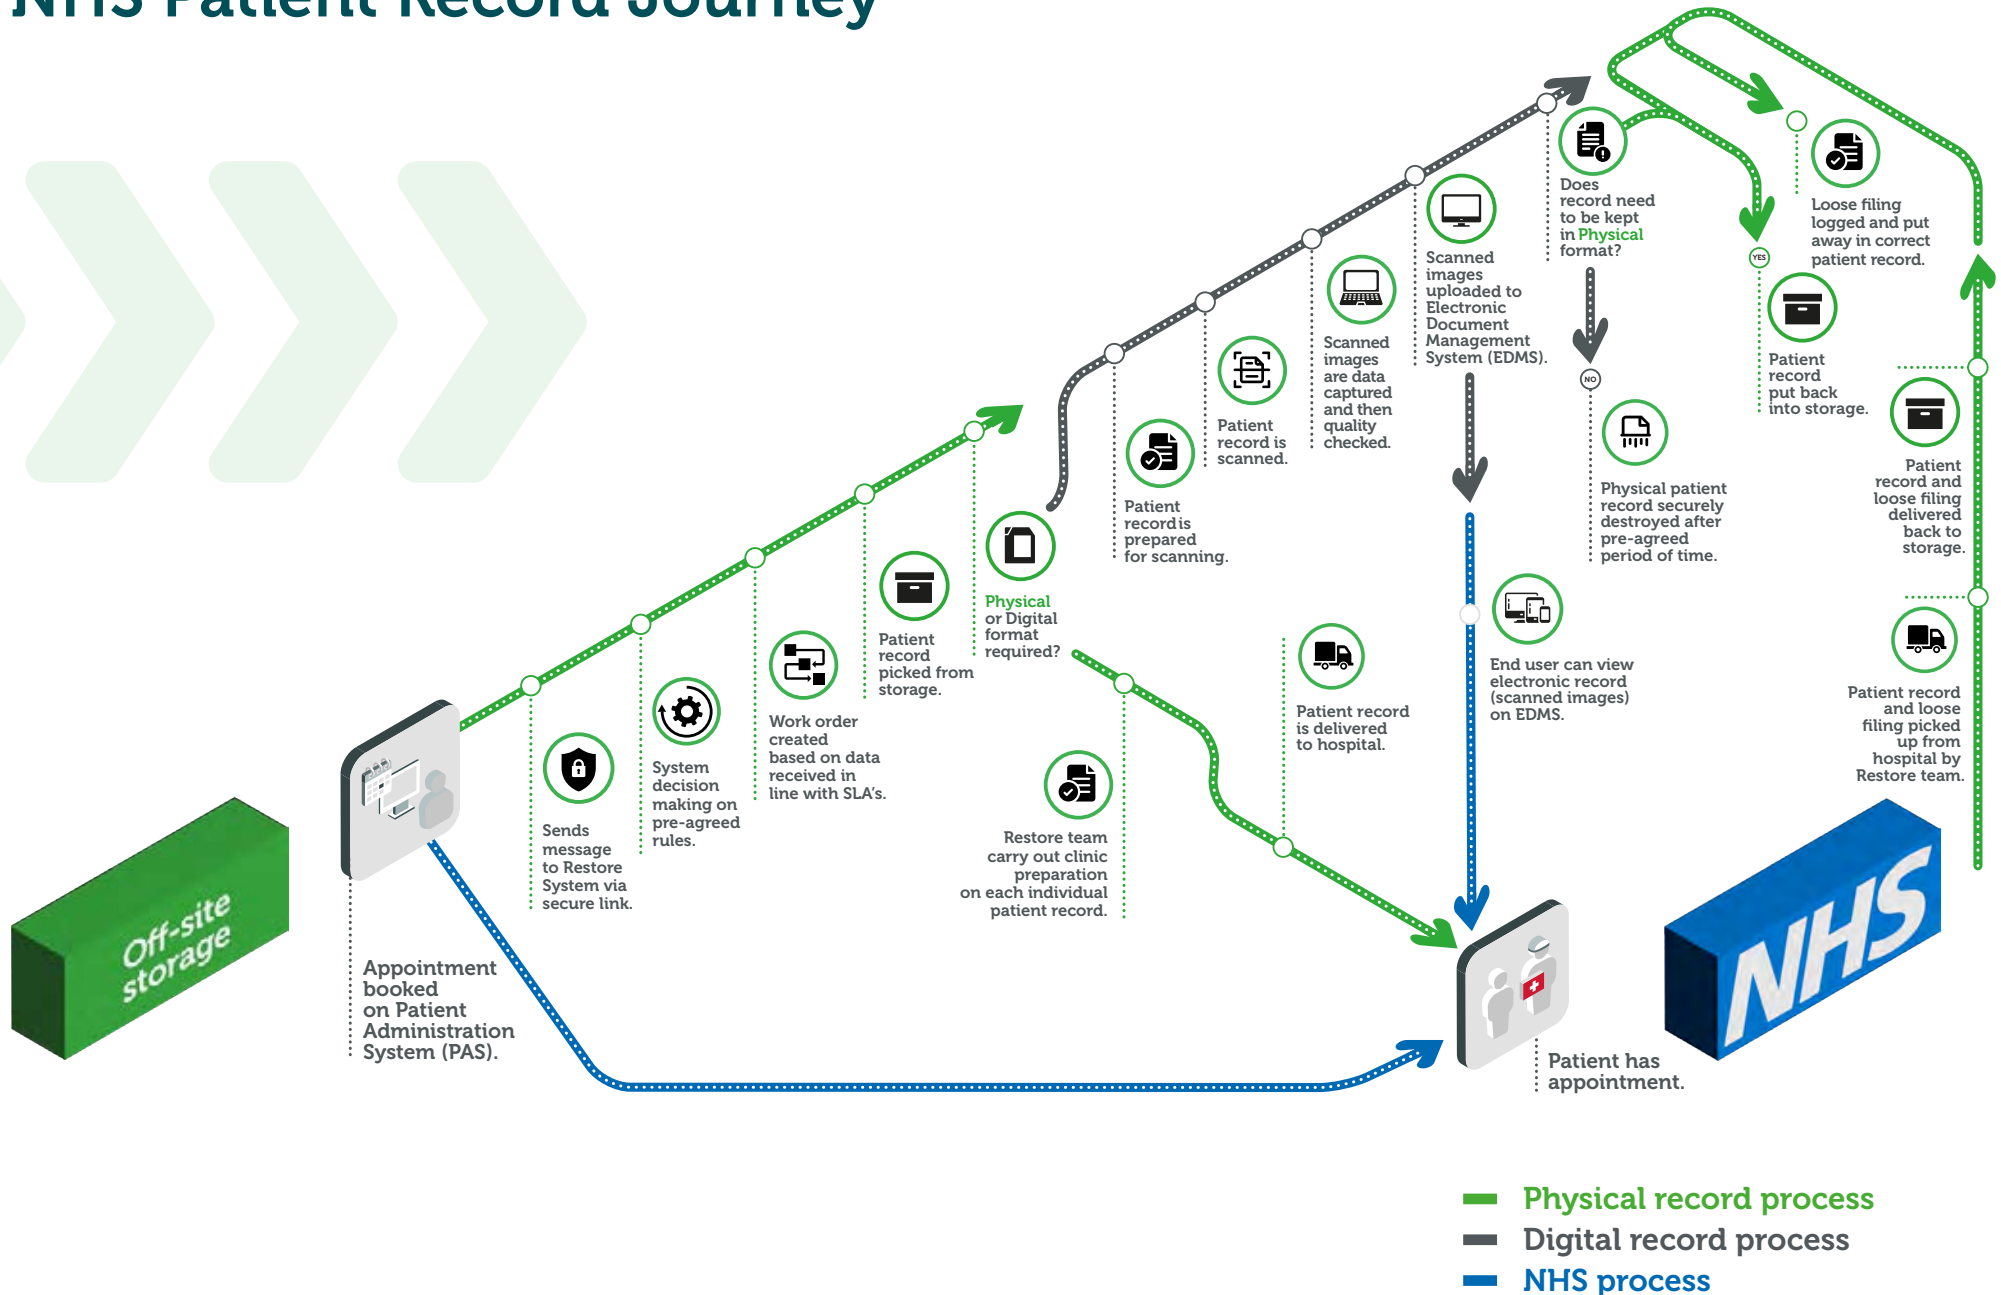 NHS Patient Record Journey
Does
record need
to be kept
in Physical
format?
Loose filing
logged and put
away in correct
patient record.
YES
Patient
record
put back
into storage.
Scanned
images
uploaded to
Electronic
Document
Management
System (EDMS).
NO
Physical patient
record securely
destroyed after
pre-agreed
period of time.
Scanned
images
are data
captured
and then
quality
checked.
Patient
record is
scanned.
Patient
record is
prepared
for scanning.
Patient
record and
loose filing
delivered
back to
storage.
Patient record
and loose
filing picked
up from
hospital by
Restore team.
Physical
or Digital
format
required?
Patient
record
picked from
storage.
Work order
created
based on data
received in
line with SLA's.
System
decision
making on
pre-agreed
rules.
Sends
message
to Restore
System via
secure link.
Patient record
is delivered
to hospital.
End user can view
electronic record
(scanned images)
on EDMS.
Restore team
carry out clinic
preparation
on each individual
patient record.
Off-site
storage
Appointment
booked
on Patient
Administration
System (PAS).
NHS
Patient has
appointment.
Physical record process
Digital record process
NHS process